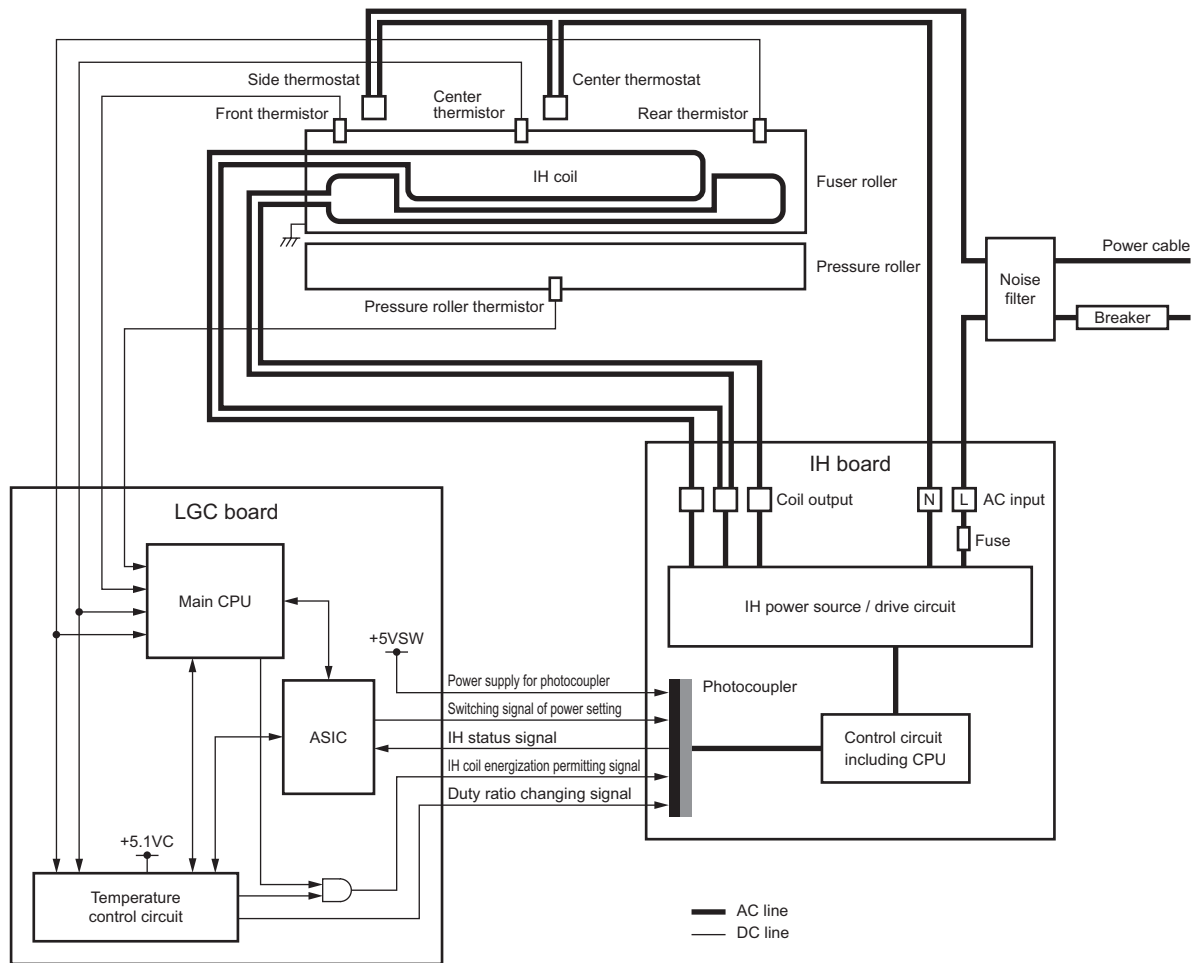 Side thermostat
Center thermostat
Front thermistor
Center
thermistor
Rear thermistor
IH coil
Fuser roller
Pressure roller
Pressure roller thermistor
Power cable
Noise
filter
Breaker
IH board
Coil output
N
L
AC input
Fuse
IH power source / drive circuit
Photocoupler
Control circuit
including CPU
LGC board
Main CPU
+5VSW
ASIC
Power supply for photocoupler
Switching signal of power setting
IH status signal
IH coil energization permitting signal
Duty ratio changing signal
+5.1VC
Temperature
control circuit
AC line
DC line